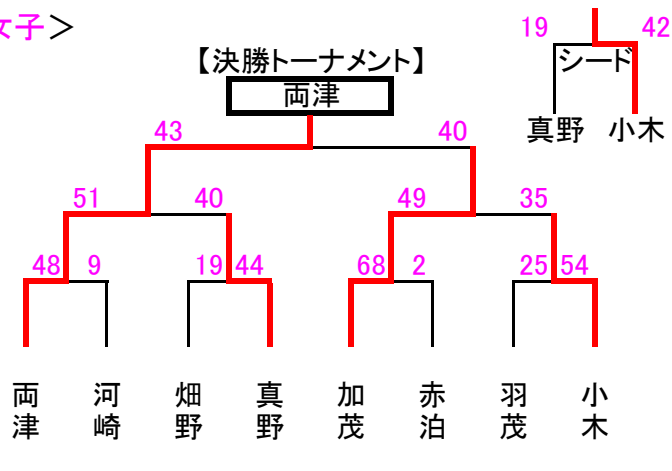 女子＞
【決勝トーナメント】
両津
19 42
シード
真野 小木
43 40
51 40 49 35
48 9 19 44 68 2 25 54
両津 河崎 畑野 真野 加茂 赤泊 羽茂 小木